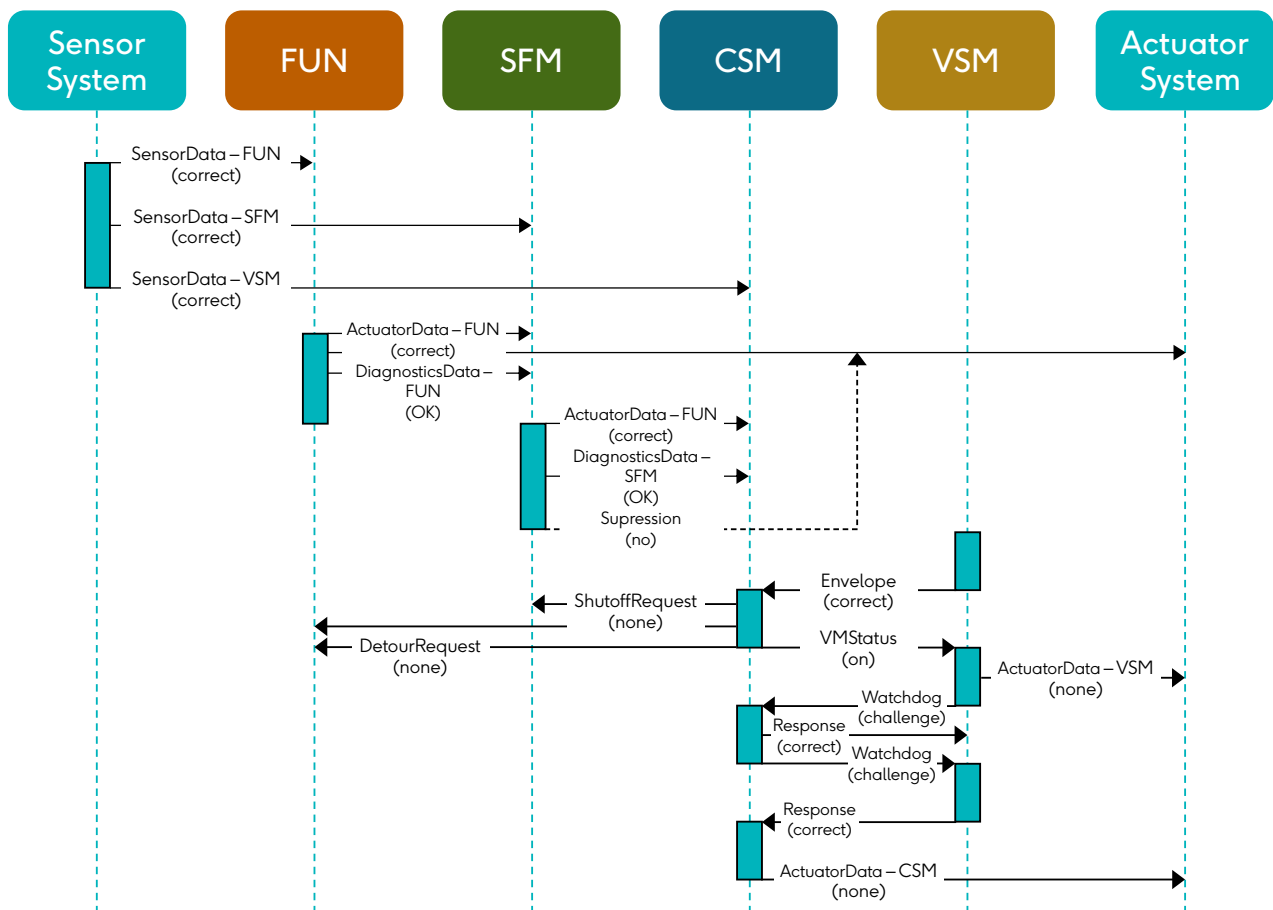 Sensor
System
FUN
SFM
CSM
VSM
Actuator
System
SensorData – FUN
(correct)
SensorData – SFM
(correct)
SensorData – VSM
(correct)
ActuatorData – FUN
(correct)
DiagnosticsData –
FUN
(OK)
ActuatorData – FUN
(correct)
DiagnosticsData –
SFM
(OK)
Supression
(no)
Envelope
(correct)
ShutoffRequest
(none)
DetourRequest
(none)
VMStatus
(on)
ActuatorData – VSM
(none)
Watchdog
(challenge)
Response
(correct)
Watchdog
(challenge)
Response
(correct)
ActuatorData – CSM
(none)